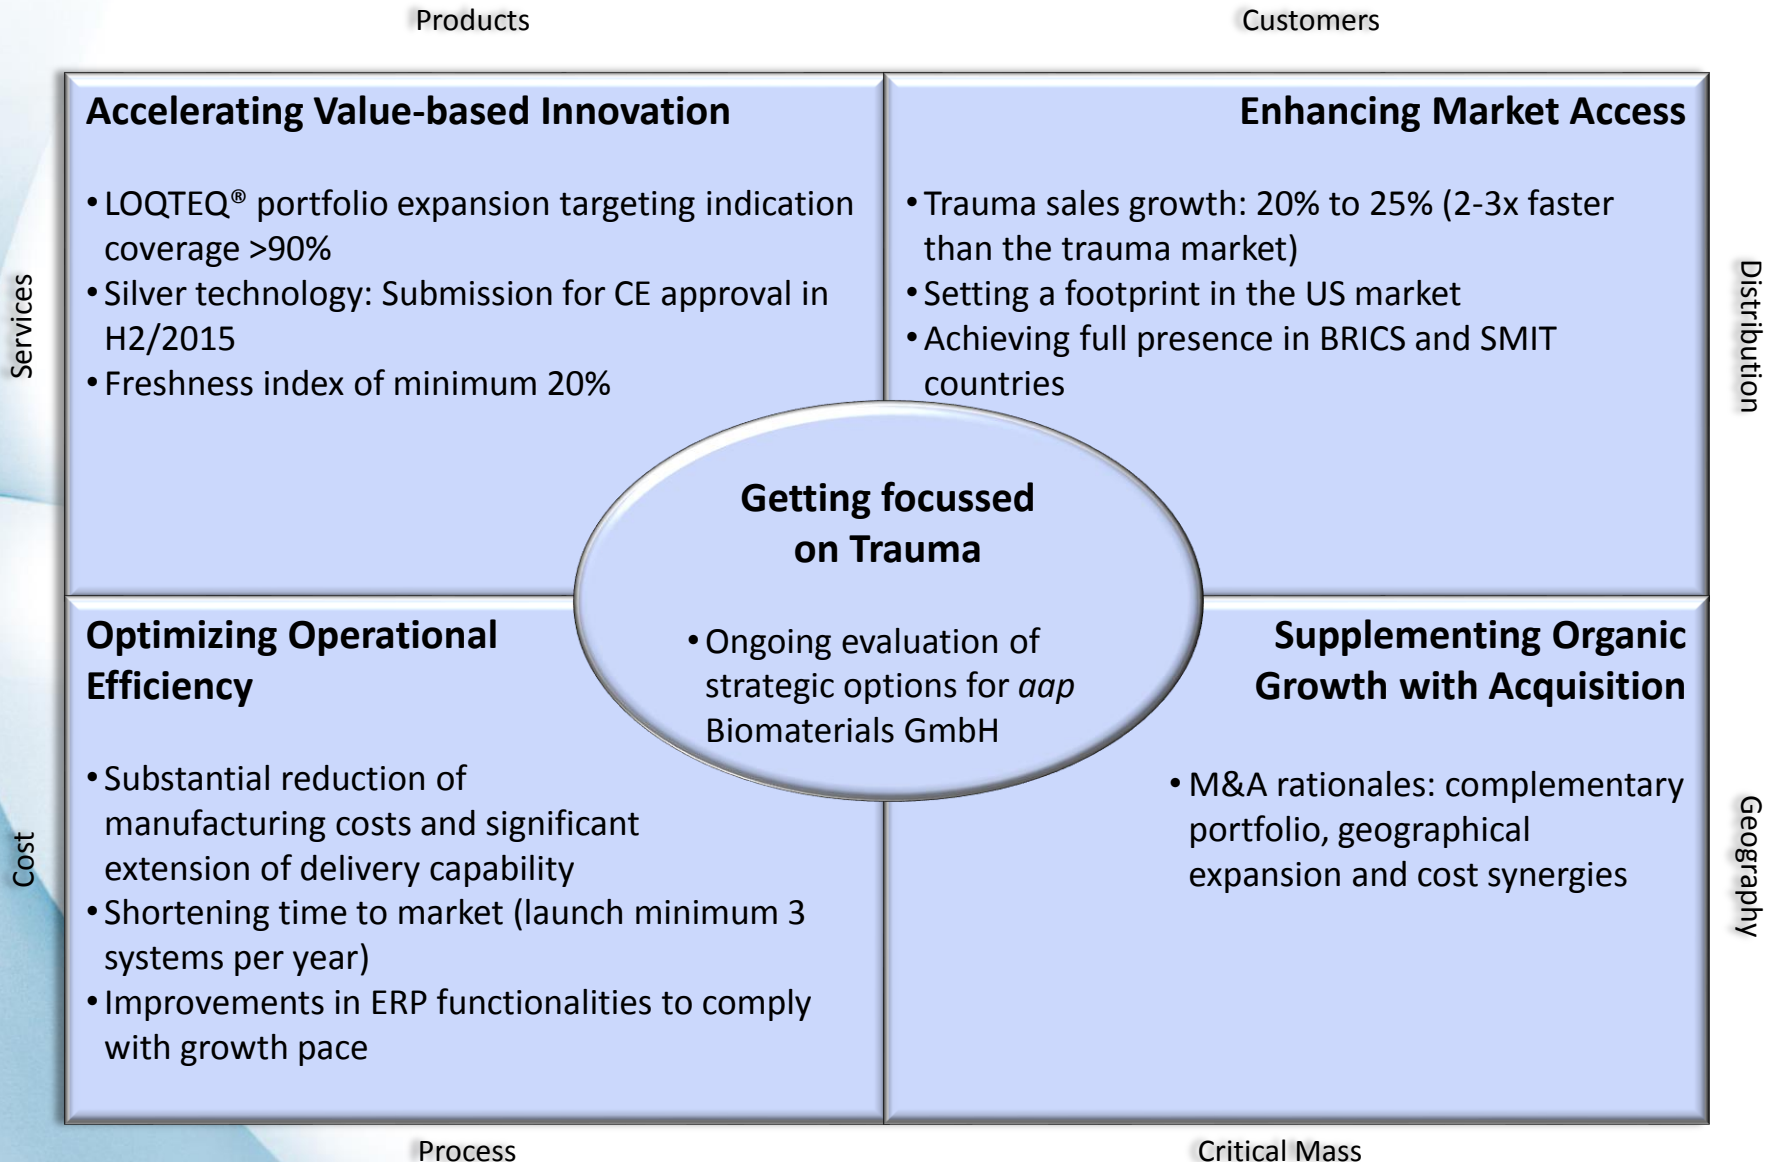 Products
Customers
Accelerating Value-based Innovation
• LOQTEQ® portfolio expansion targeting indication
coverage >90%
• Silver technology: Submission for CE approval in
H2/2015
• Freshness index of minimum 20%
Services
Enhancing Market Access
• Trauma sales growth: 20% to 25% (2-3x faster
than the trauma market)
• Setting a footprint in the US market
• Achieving full presence in BRICS and SMIT
countries
Distribution
Getting focussed
on Trauma
• Ongoing evaluation of
strategic options for aap
Biomaterials GmbH
Optimizing Operational
Efficiency
• Substantial reduction of
manufacturing costs and significant
extension of delivery capability
• Shortening time to market (launch minimum 3
systems per year)
• Improvements in ERP functionalities to comply
with growth pace
Cost
Supplementing Organic
Growth with Acquisition
• M&A rationales: complementary
portfolio, geographical
expansion and cost synergies
Geography
Process
Critical Mass